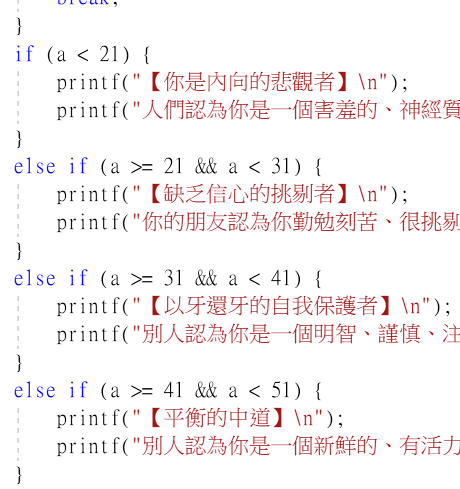 break;
}
if (a < 21) {
printf("【你是內向的悲觀者】\n");
printf("人們認為你是一個害羞的、神經質
}
else if (a >= 21 && a < 31) {
printf("【缺乏信心的挑剔者】\n");
printf("你的朋友認為你勤勉刻苦、很挑剔
}
else if (a >= 31 && a < 41) {
printf("【以牙還牙的自我保護者】\n");
printf("別人認為你是一個明智、謹慎、注
}
else if (a >= 41 && a < 51) {
printf("【平衡的中道】\n");
printf("別人認為你是一個新鮮的、有活力
}